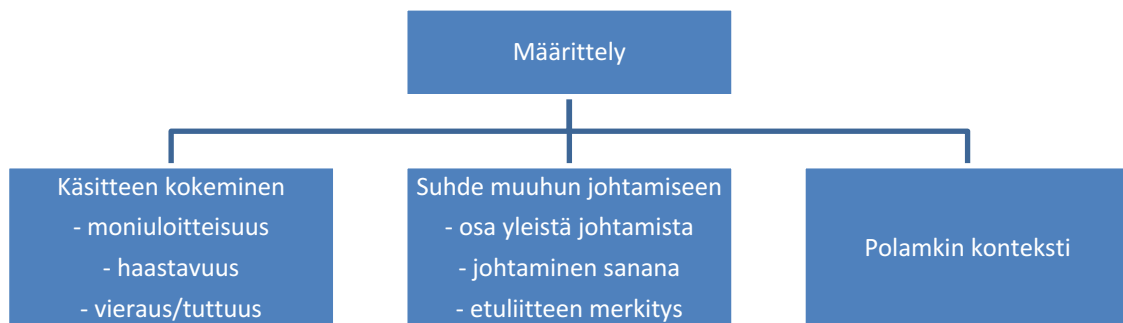 Määrittely
Käsitteen kokeminen
- moniuloitteisuus
- haastavuus
- vieraus/tuttuus
Suhde muuhun johtamiseen
- osa yleistä johtamista
- johtaminen sanana
- etuliitteen merkitys
Polamkin konteksti